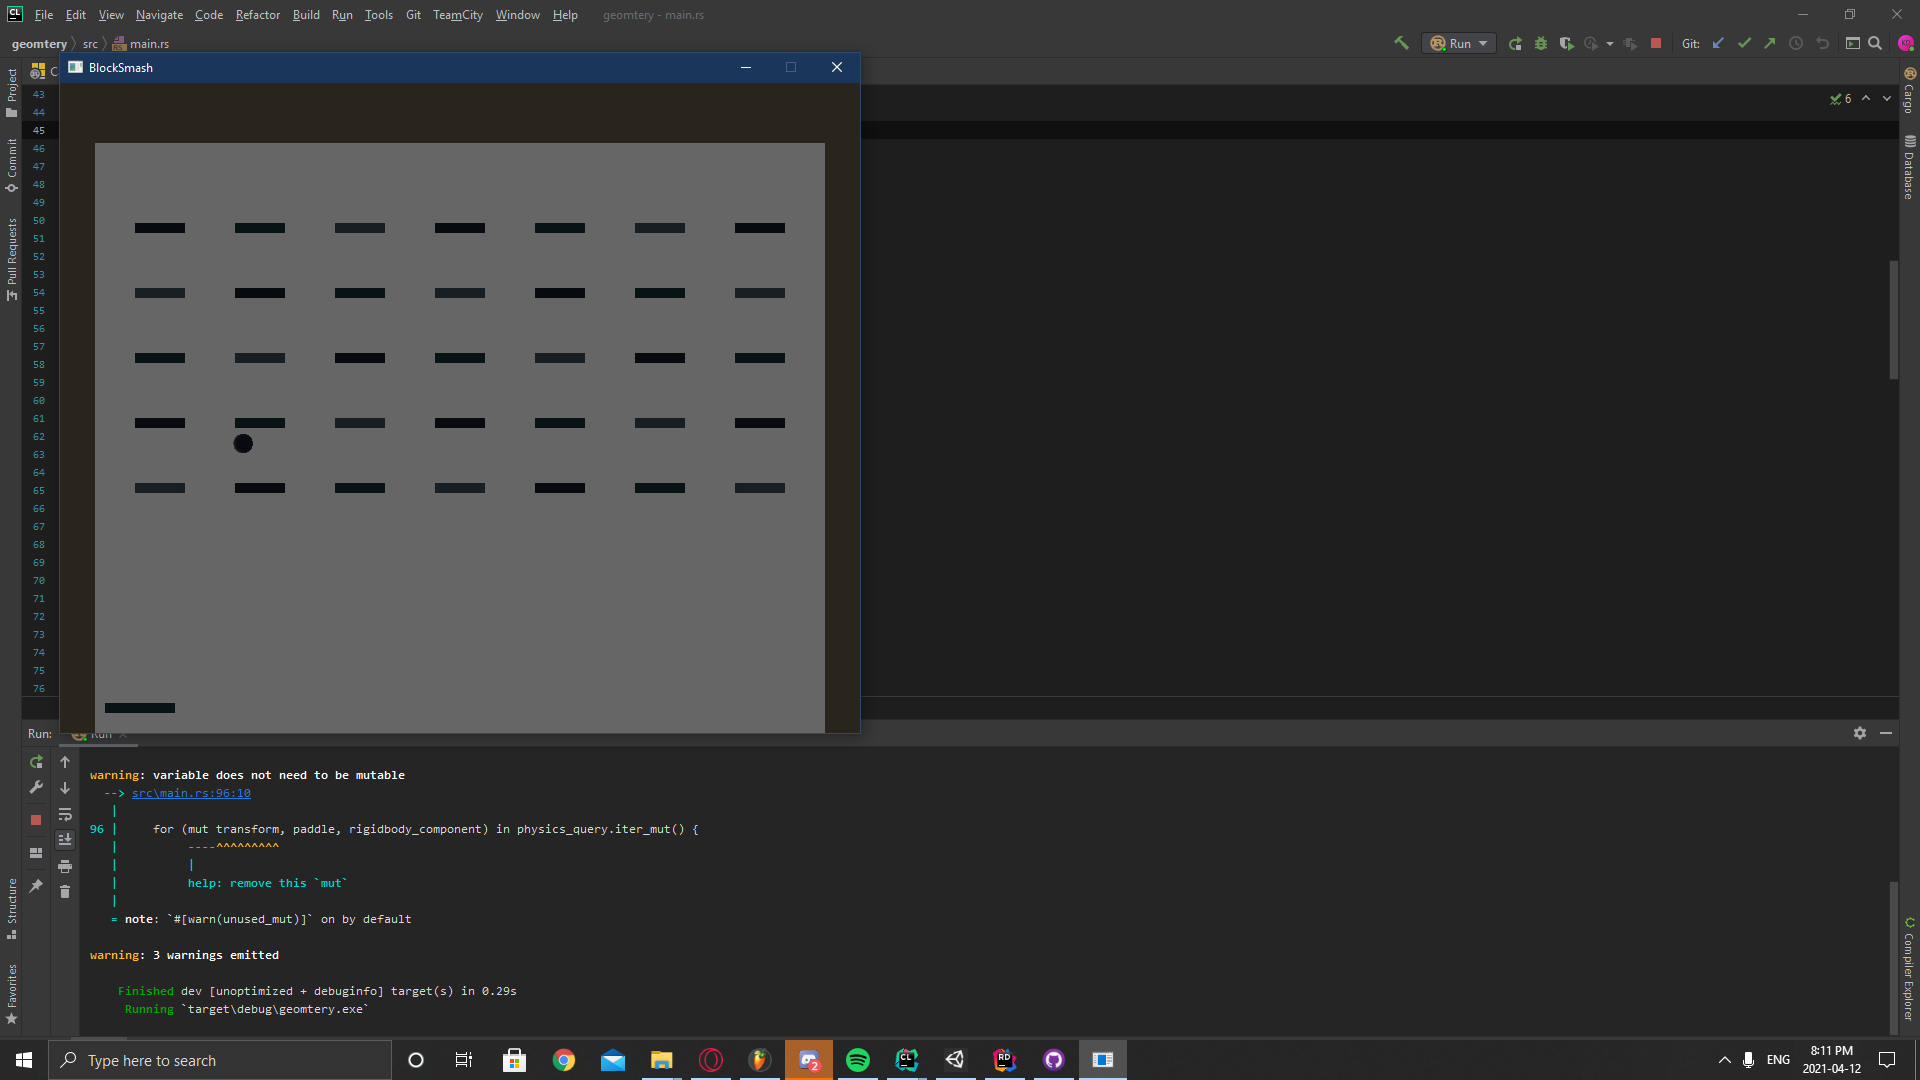 CL File Edit View Navigate Code Refactor Build Run Tools Git TeamCity Window Help geomtery - main.rs
geomtery src main.rs Run Git:
BlockSmash
C
Project
Commit
Pull Requests
Structure
Favorites
Cargo
Database
Compiler Explorer
6
43
44
45
46
47
48
49
50
51
52
53
54
55
56
57
58
59
60
61
62
63
64
65
66
67
68
69
70
71
72
73
74
75
76
Run: Run
warning: variable does not need to be mutable
--> src\main.rs:96:10
|
96 | for (mut transform, paddle, rigidbody_component) in physics_query.iter_mut() {
| ----^^^^^^^^^
| |
| help: remove this `mut`
|
= note: `#[warn(unused_mut)]` on by default
warning: 3 warnings emitted
Finished dev [unoptimized + debuginfo] target(s) in 0.29s
Running `target\debug\geomtery.exe`
Type here to search
2
CL
RD
ENG
8:11 PM
2021-04-12